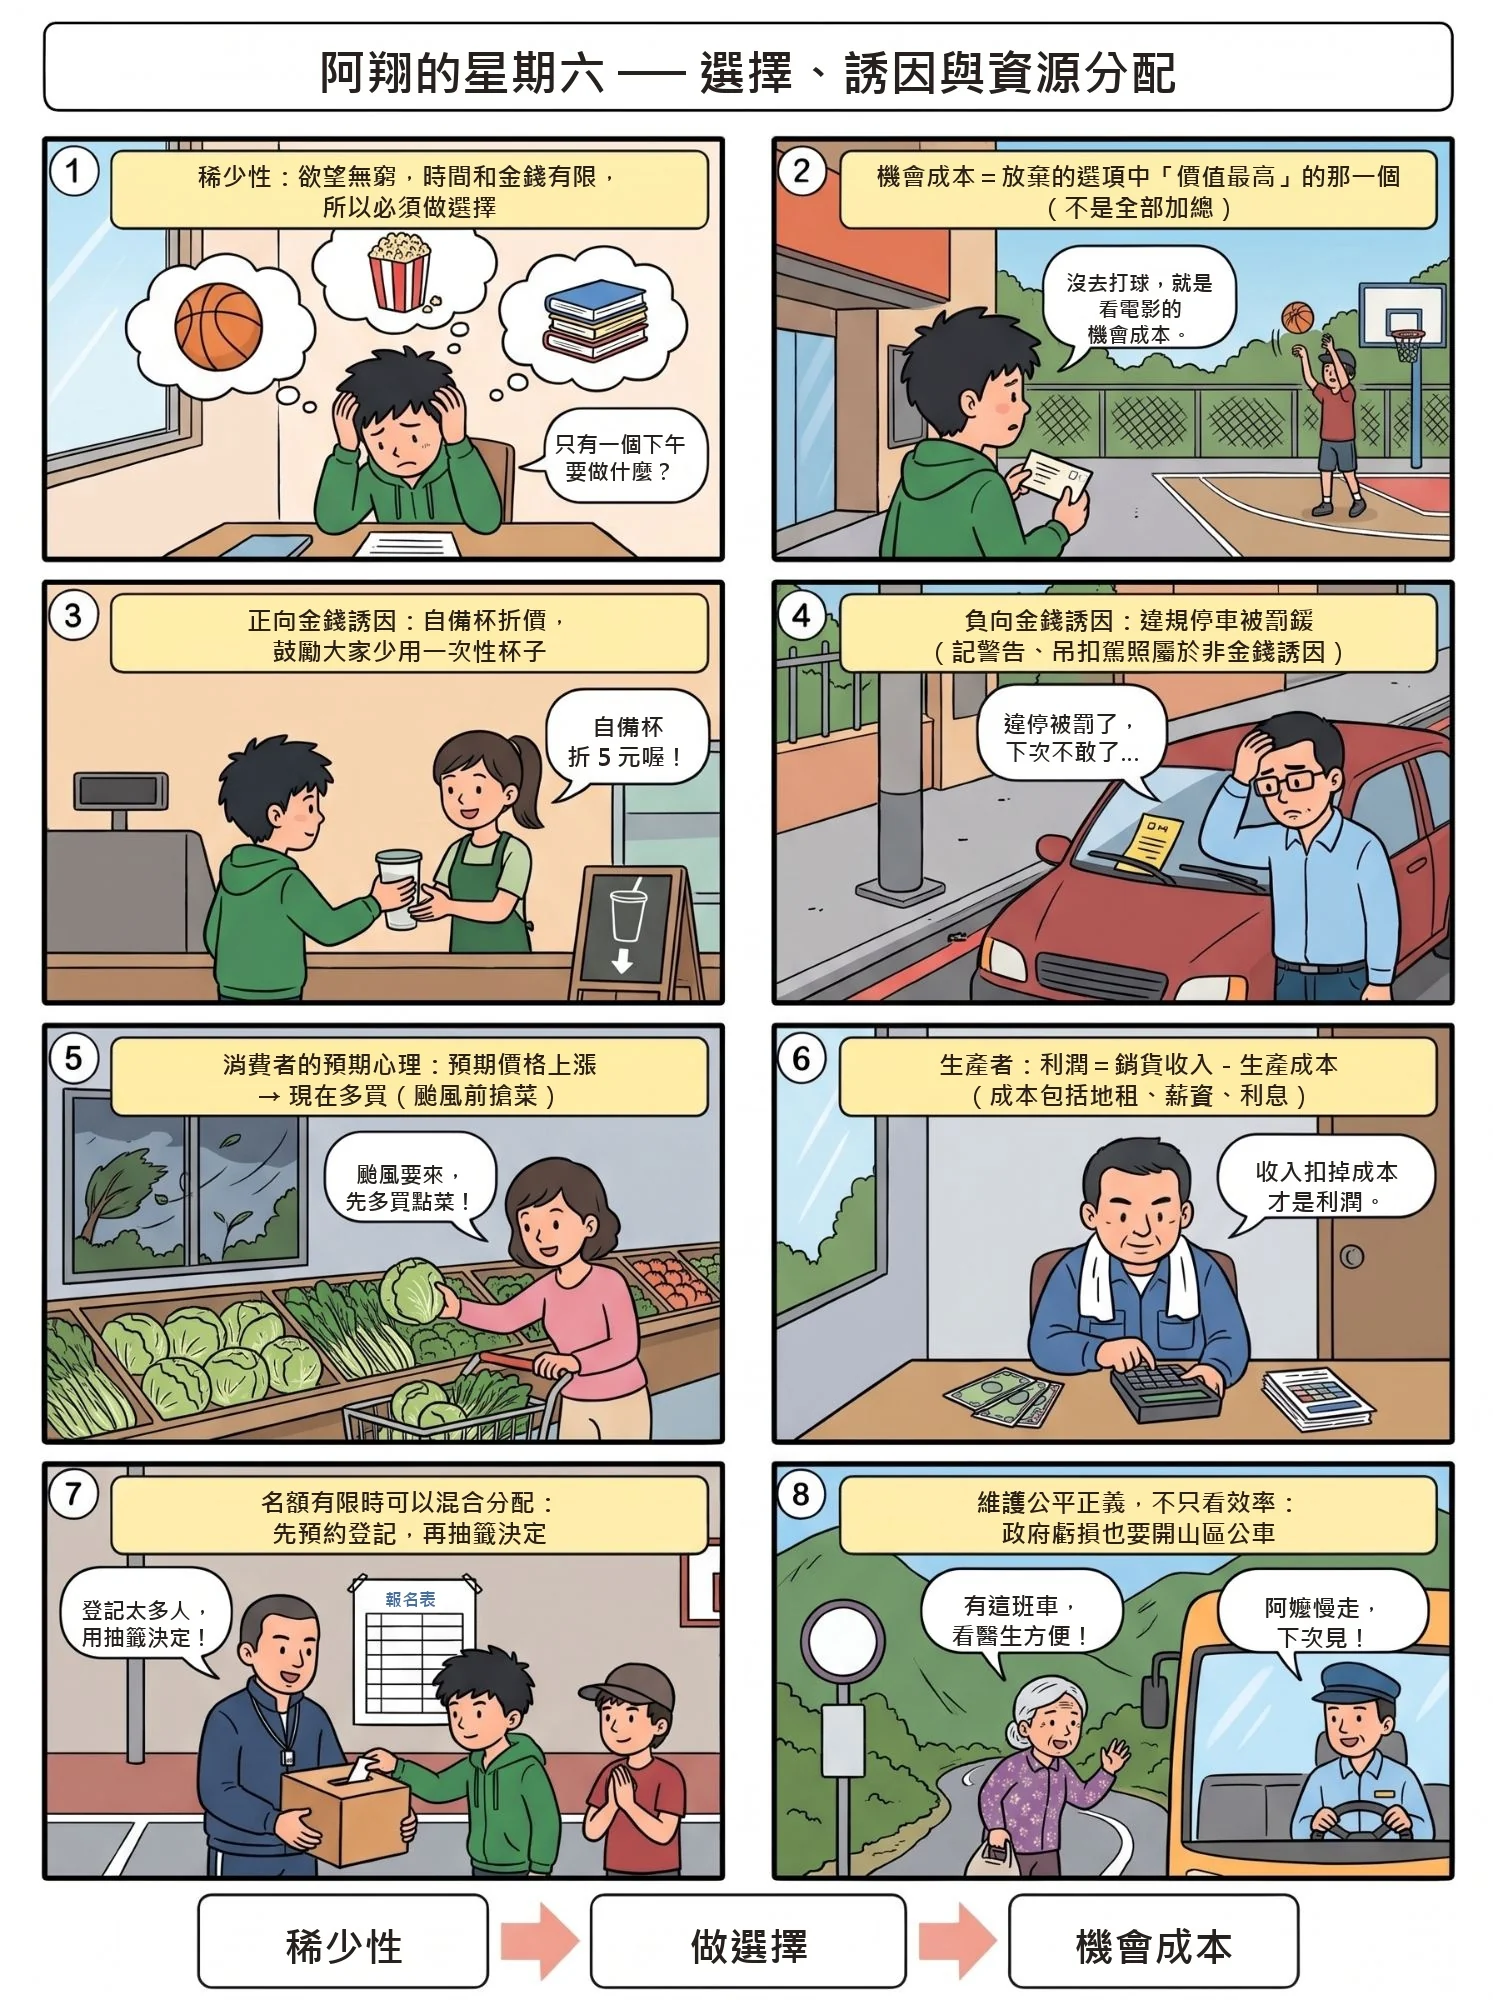 阿翔的星期六 — 選擇、誘因與資源分配
1
稀少性：欲望無窮，時間和金錢有限，
所以必須做選擇
只有一個下午
要做什麼？
2
機會成本＝放棄的選項中「價值最高」的那一個
（不是全部加總）
沒去打球，就是
看電影的
機會成本。
3
正向金錢誘因：自備杯折價，
鼓勵大家少用一次性杯子
自備杯
折 5 元喔！
4
負向金錢誘因：違規停車被罰鍰
（記警告、吊扣駕照屬於非金錢誘因）
違停被罰了，
下次不敢了...
5
消費者的預期心理：預期價格上漲
→ 現在多買（颱風前搶菜）
颱風要來，
先多買點菜！
6
生產者：利潤＝銷貨收入 - 生產成本
（成本包括地租、薪資、利息）
收入扣掉成本
才是利潤。
7
名額有限時可以混合分配：
先預約登記，再抽籤決定
登記太多人，
用抽籤決定！
報名表
8
維護公平正義，不只看效率：
政府虧損也要開山區公車
有這班車，
看醫生方便！
阿嬤慢走，
下次見！
稀少性
做選擇
機會成本